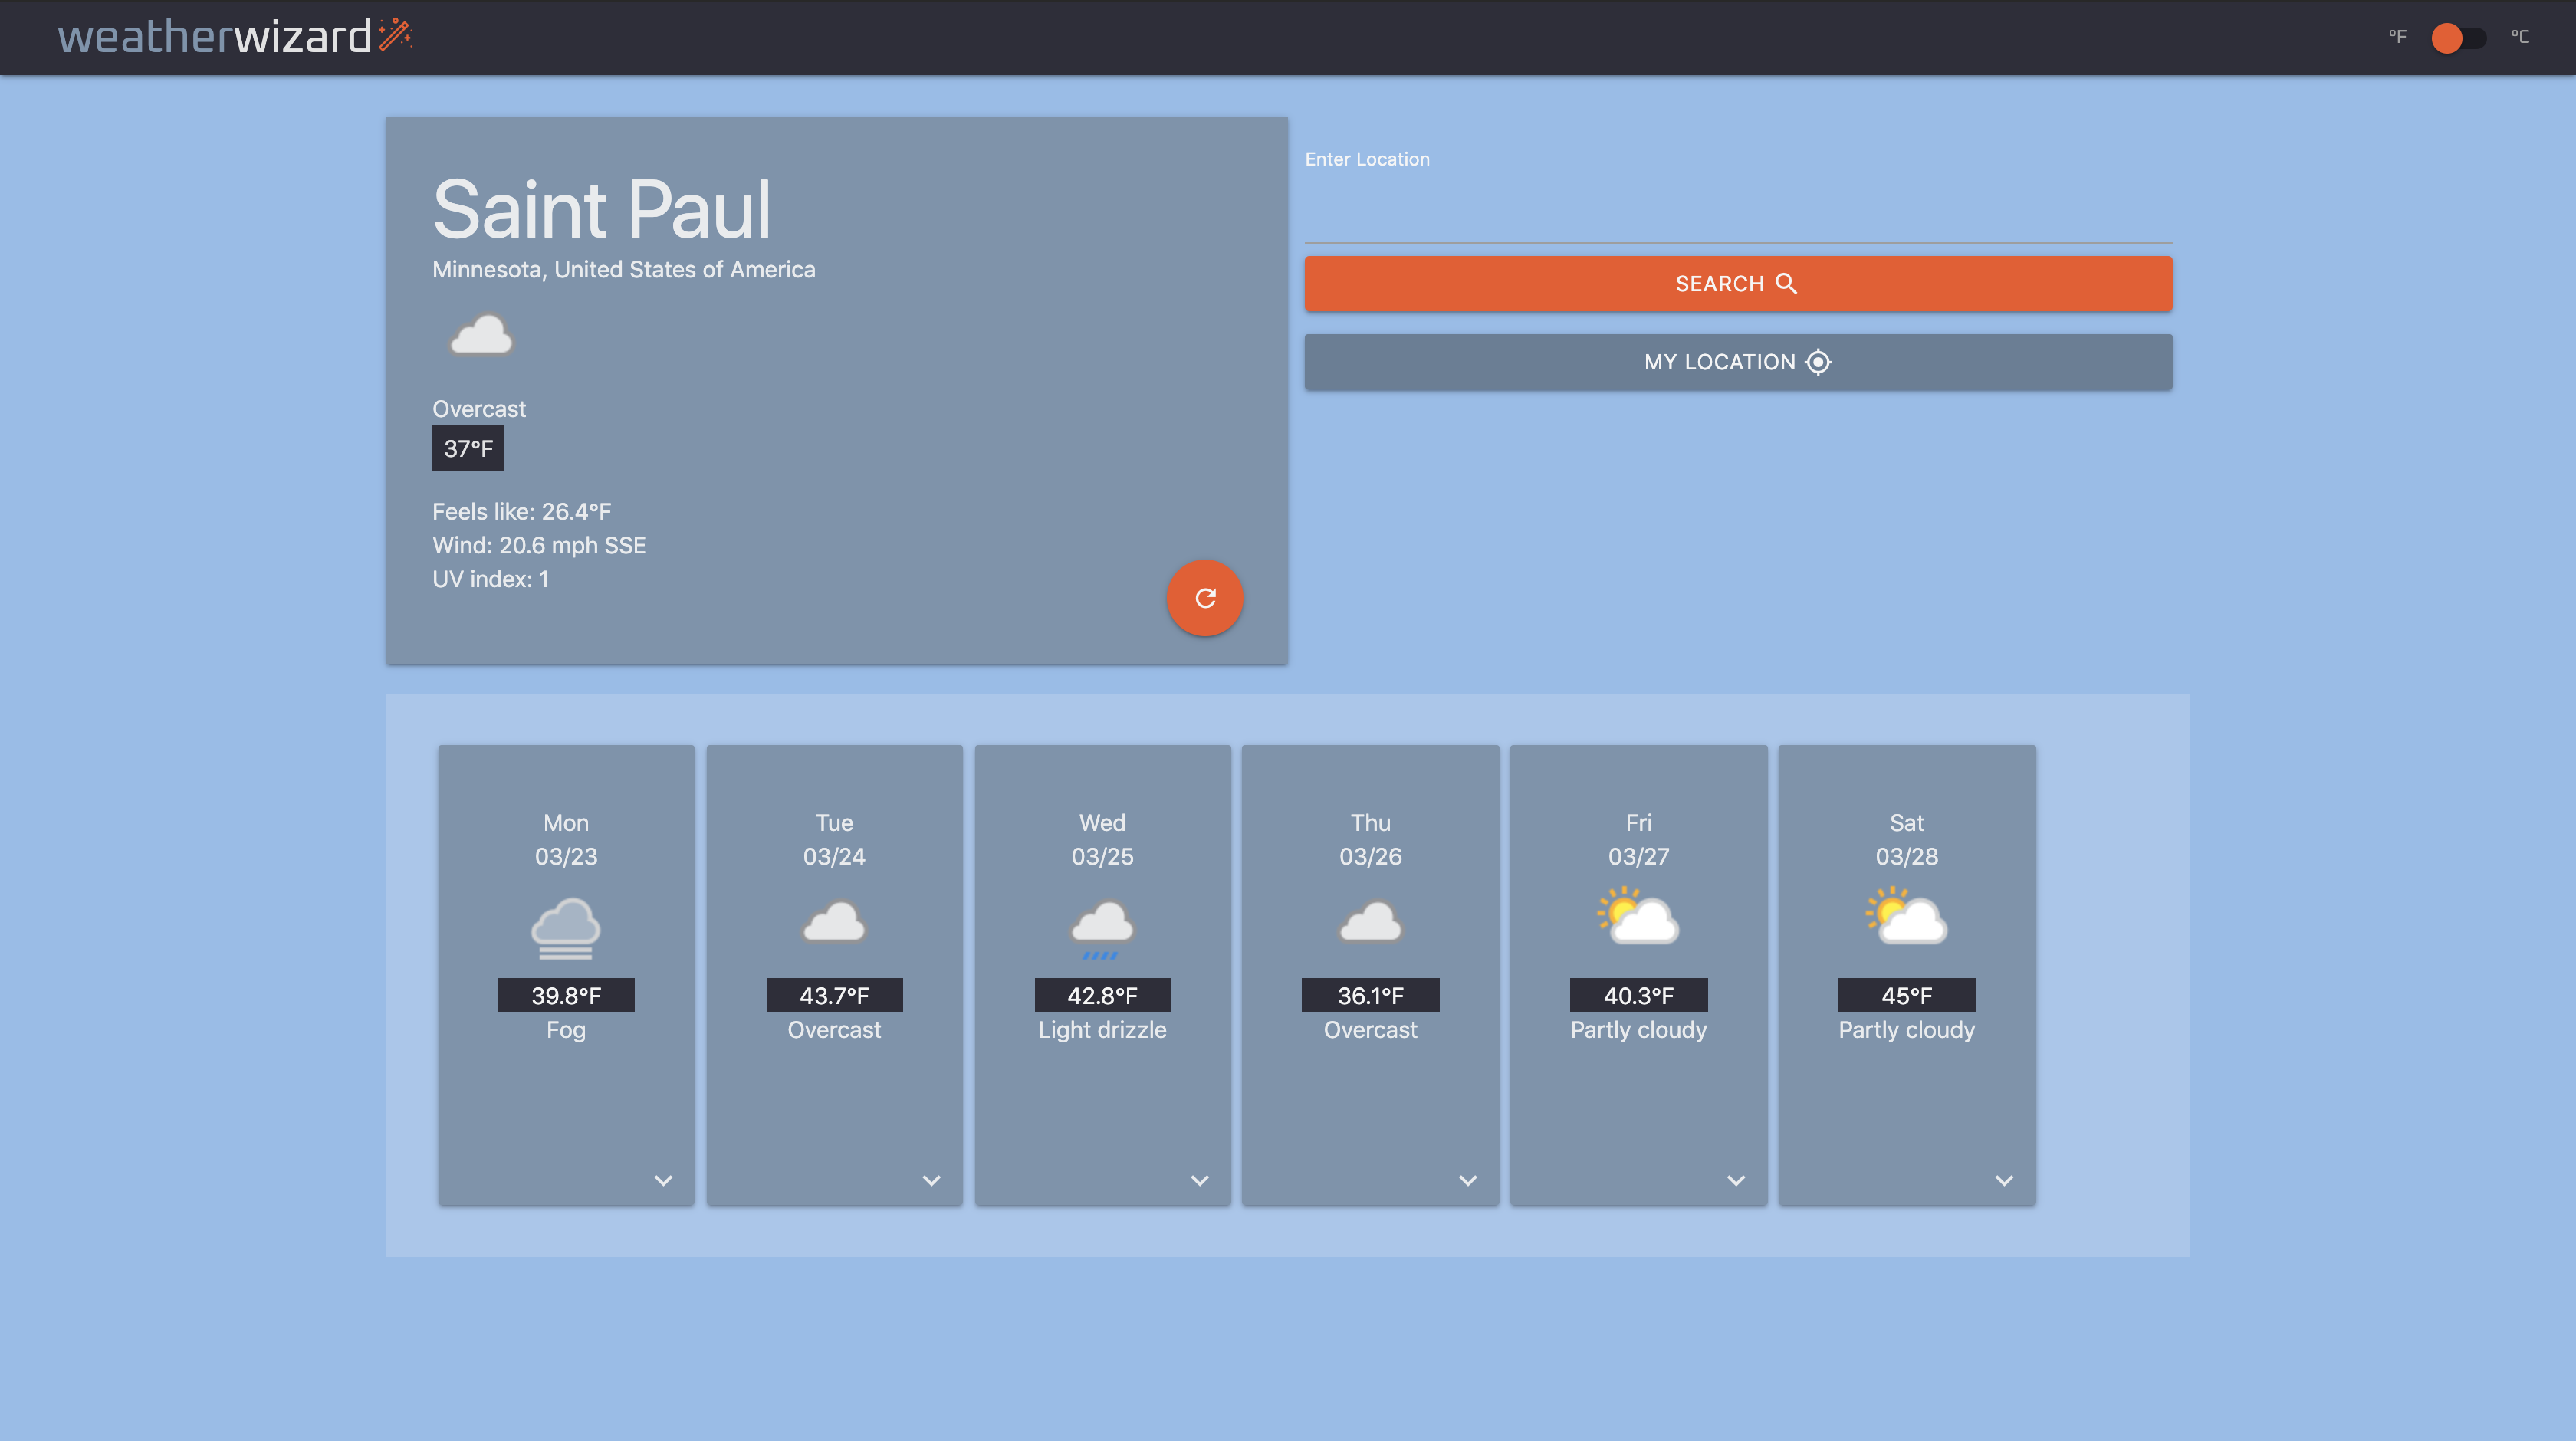 weatherwizard
°F °C
Saint Paul
Minnesota, United States of America
Overcast
37°F
Feels like: 26.4°F
Wind: 20.6 mph SSE
UV index: 1
Enter Location
SEARCH
MY LOCATION
Mon
03/23
39.8°F
Fog
Tue
03/24
43.7°F
Overcast
Wed
03/25
42.8°F
Light drizzle
Thu
03/26
36.1°F
Overcast
Fri
03/27
40.3°F
Partly cloudy
Sat
03/28
45°F
Partly cloudy